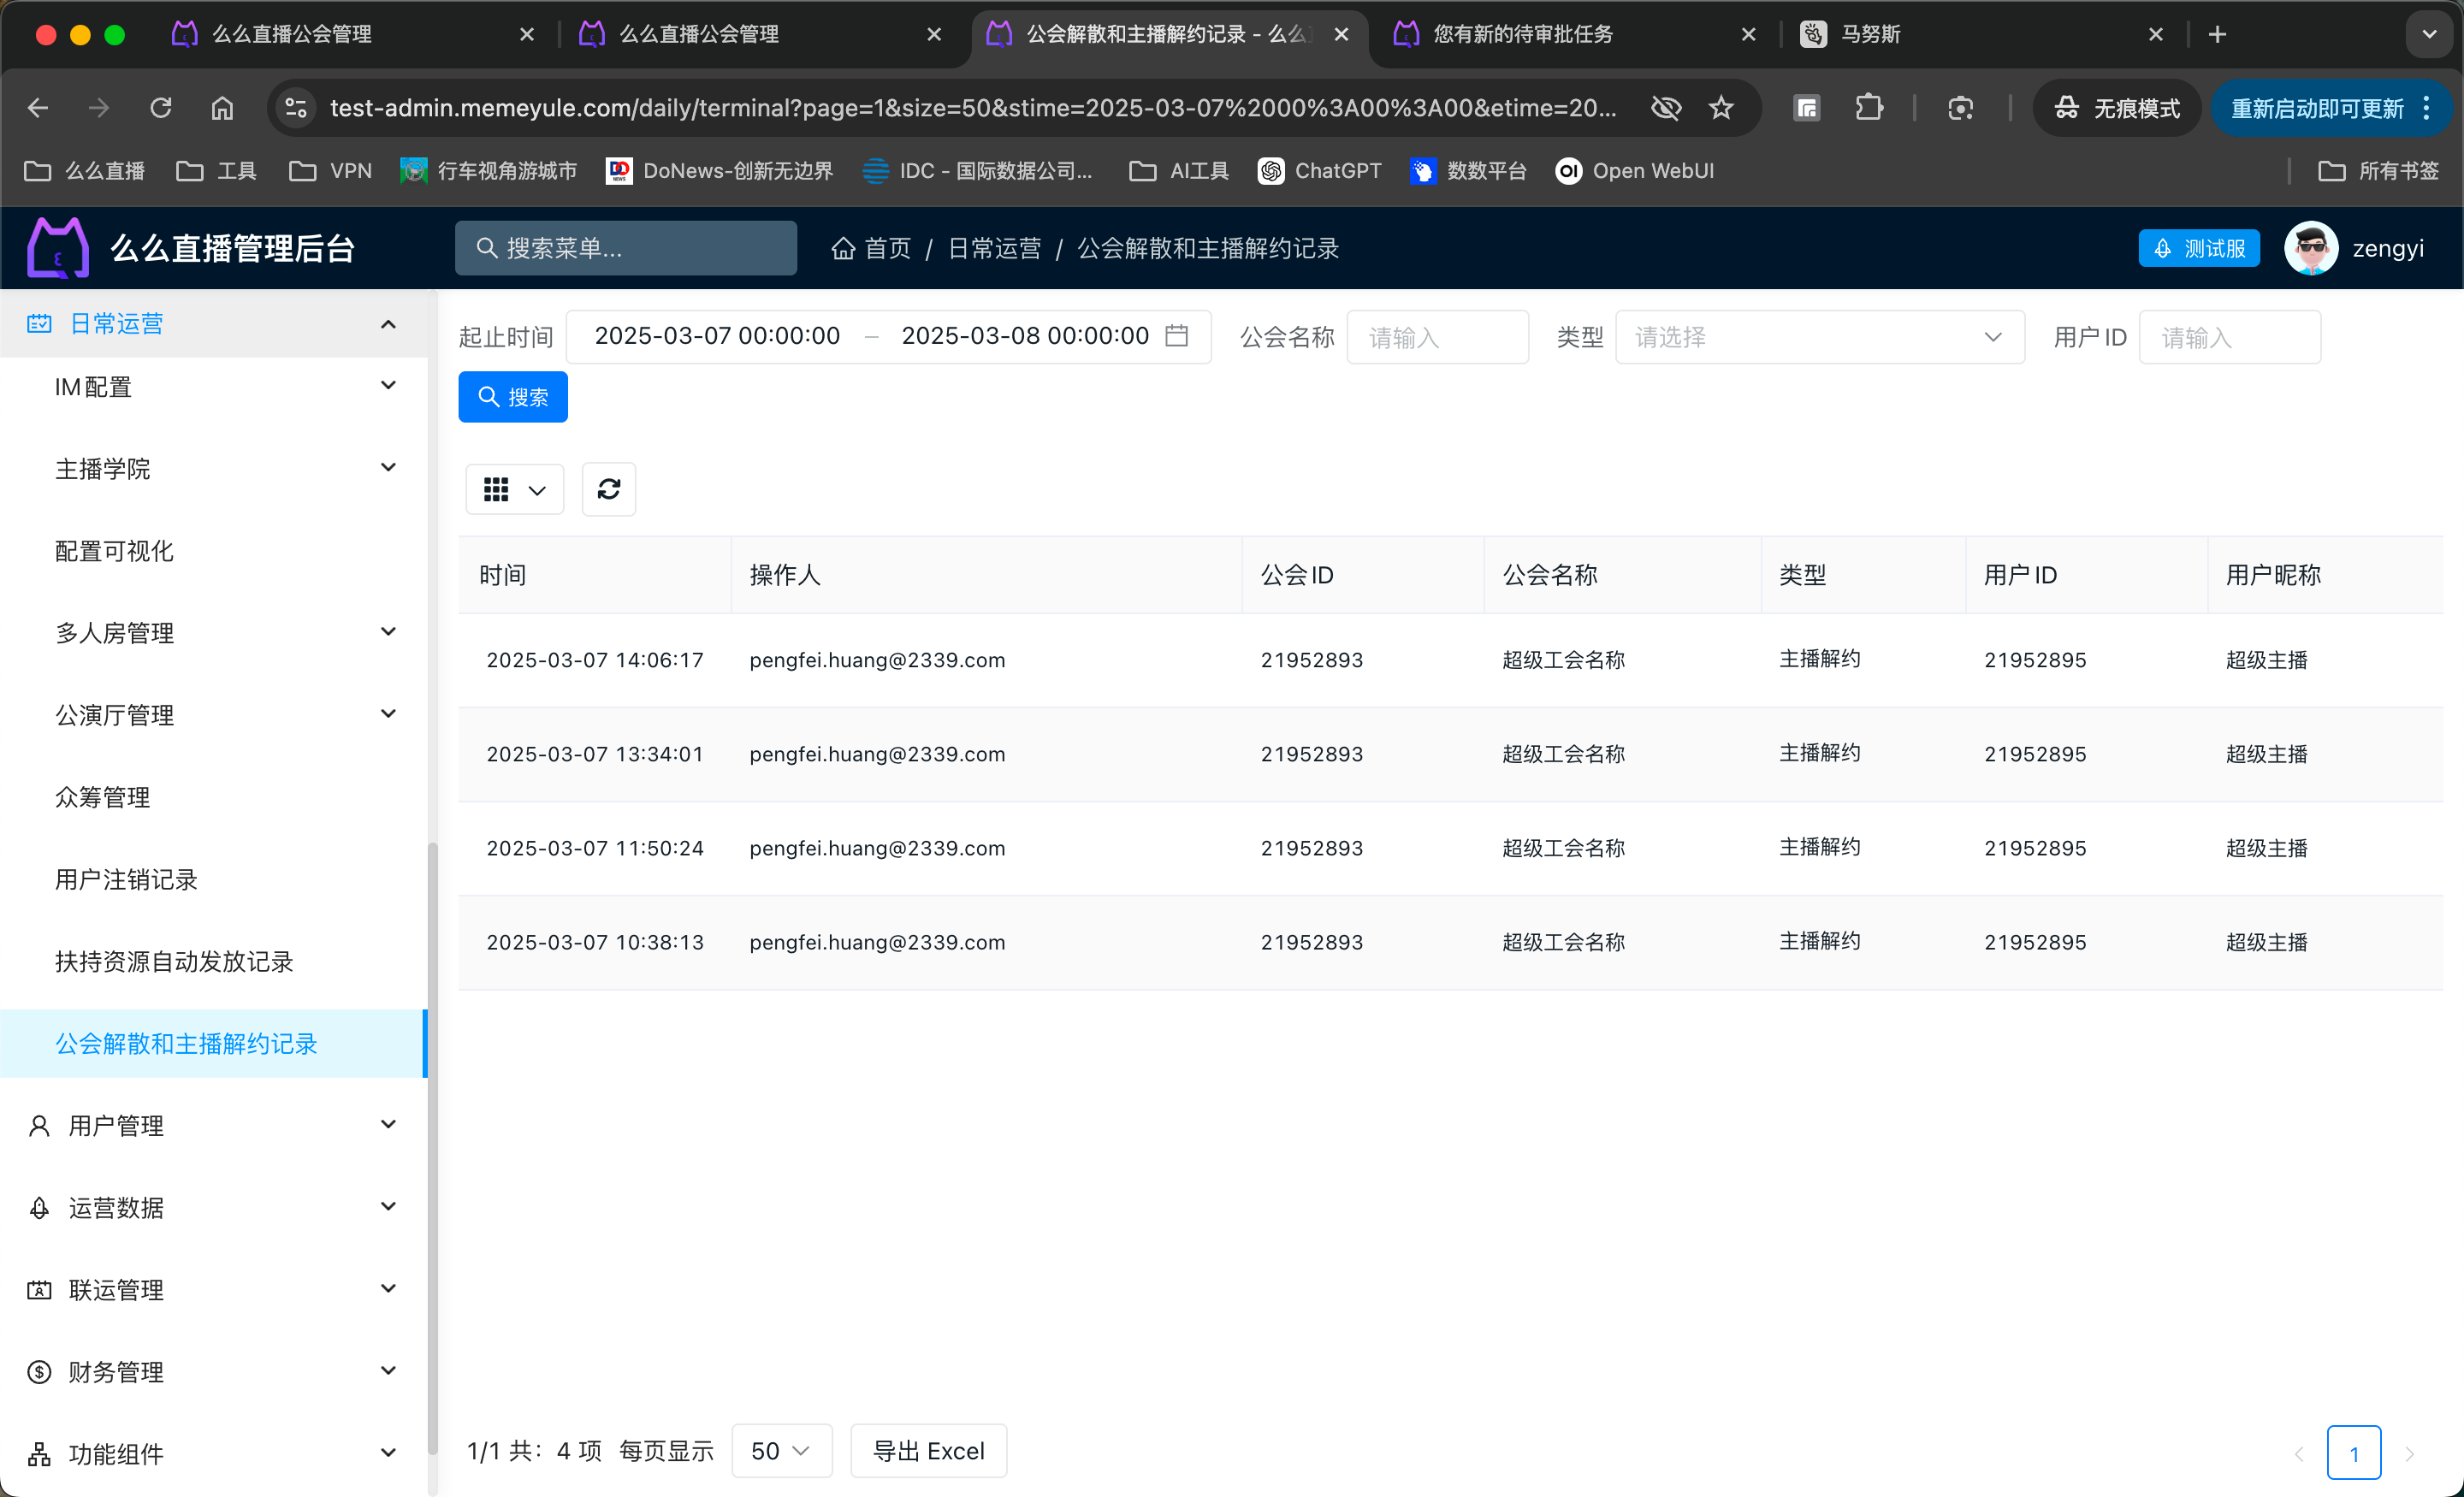 么么直播公会管理
么么直播公会管理
公会解散和主播解约记录 - 么么
您有新的待审批任务
马努斯
test-admin.memeyule.com/daily/terminal?page=1&size=50&stime=2025-03-07%2000%3A00%3A00&etime=20...
无痕模式
重新启动即可更新
么么直播
工具
VPN
行车视角游城市
DoNews-创新无边界
IDC - 国际数据公司...
AI工具
ChatGPT
数数平台
Open WebUI
所有书签
么么直播管理后台
搜索菜单...
首页 / 日常运营 / 公会解散和主播解约记录
测试服
zengyi
日常运营
IM配置
主播学院
配置可视化
多人房管理
公演厅管理
众筹管理
用户注销记录
扶持资源自动发放记录
公会解散和主播解约记录
用户管理
运营数据
联运管理
财务管理
功能组件
起止时间 2025-03-07 00:00:00 – 2025-03-08 00:00:00 公会名称 请输入 类型 请选择 用户ID 请输入
搜索
时间 操作人 公会ID 公会名称 类型 用户ID 用户昵称
2025-03-07 14:06:17 pengfei.huang@2339.com 21952893 超级工会名称 主播解约 21952895 超级主播
2025-03-07 13:34:01 pengfei.huang@2339.com 21952893 超级工会名称 主播解约 21952895 超级主播
2025-03-07 11:50:24 pengfei.huang@2339.com 21952893 超级工会名称 主播解约 21952895 超级主播
2025-03-07 10:38:13 pengfei.huang@2339.com 21952893 超级工会名称 主播解约 21952895 超级主播
1/1 共: 4 项 每页显示 50 导出 Excel
1